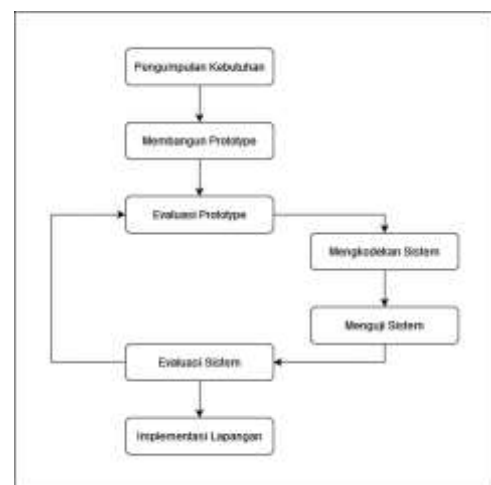 Pengumpulan Kebutuhan
Membangun Prototype
Evaluasi Prototype
Mengkodekan Sistem
Menguji Sistem
Evaluasi Sistem
Implementasi Lapangan